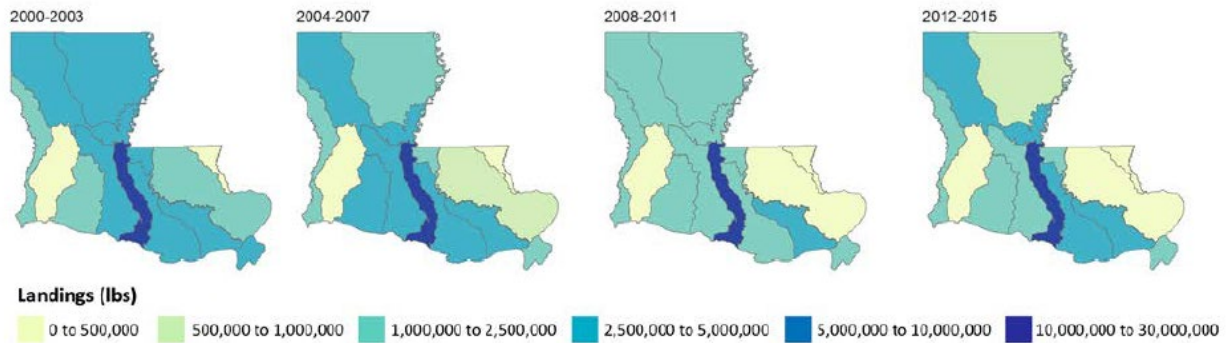 2000-2003
2004-2007
2008-2011
2012-2015
Landings (lbs)
0 to 500,000
500,000 to 1,000,000
1,000,000 to 2,500,000
2,500,000 to 5,000,000
5,000,000 to 10,000,000
10,000,000 to 30,000,000